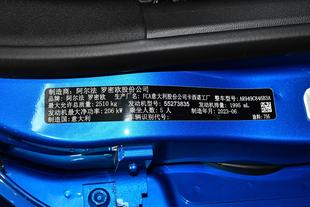 制造商：阿尔法 罗密欧股份公司
品牌：阿尔法 罗密欧 生产厂名：FCA意大利股份公司卡西诺工厂 整车型号：AR949CB46B3A
最大允许总质量：2510 kg 发动机型号：55273835 发动机排量：1995 mL
发动机最大净功率：206 kW 乘坐人数：5 人 制造年月：2023-06
制造国：意大利 车辆识别代号： 涂料：756